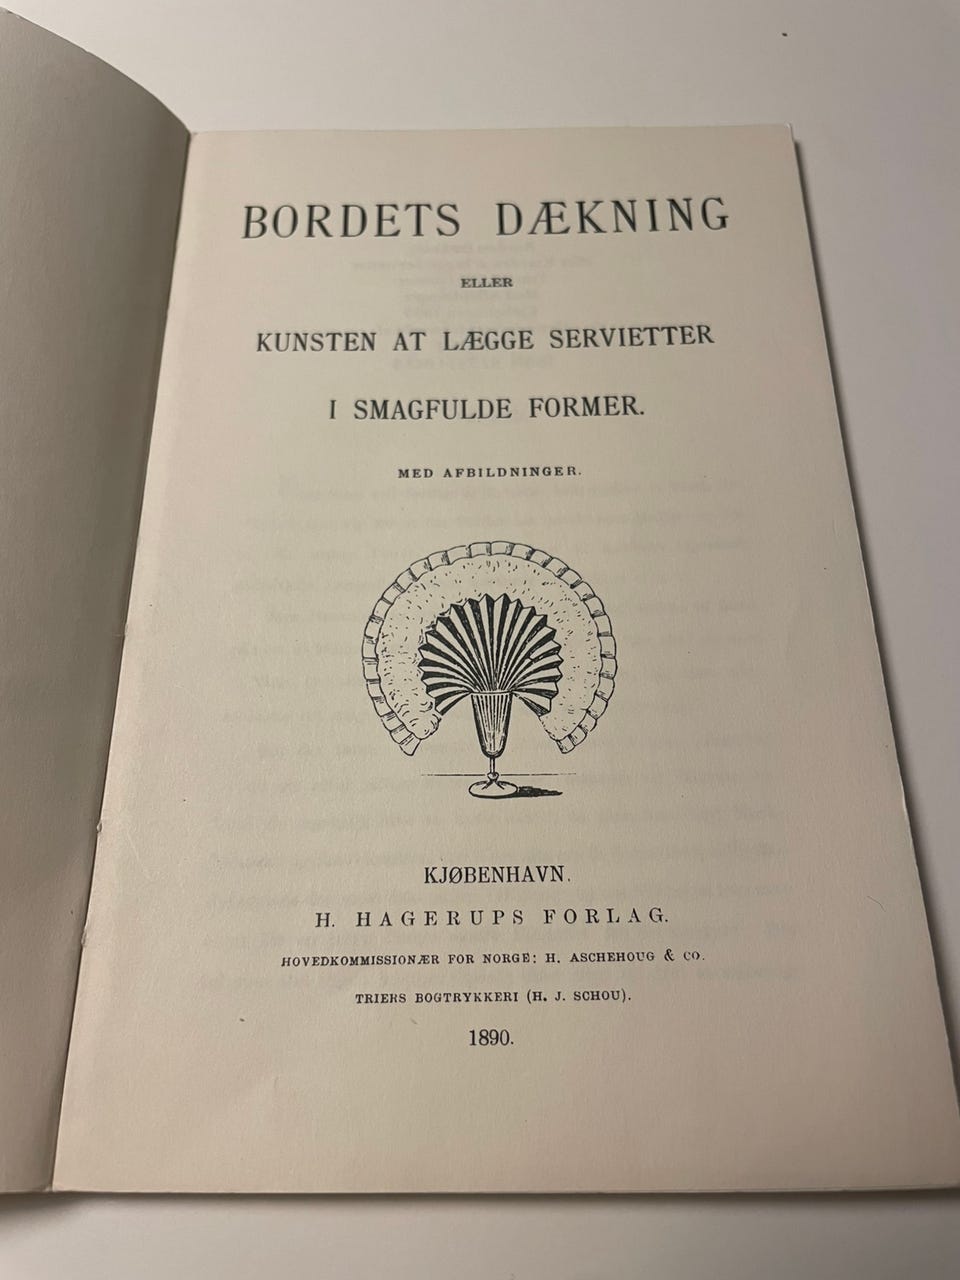 BORDETS DÆKNING
ELLER
KUNSTEN AT LÆGGE SERVIETTER
I SMAGFULDE FORMER.
MED AFBILDNINGER.
KJØBENHAVN.
H. HAGERUPS FORLAG.
HOVEDKOMMISSIONÆR FOR NORGE: H. ASCHEHOUG & CO.
TRIERS BOGTRYKKERI (H. J. SCHOU).
1890.